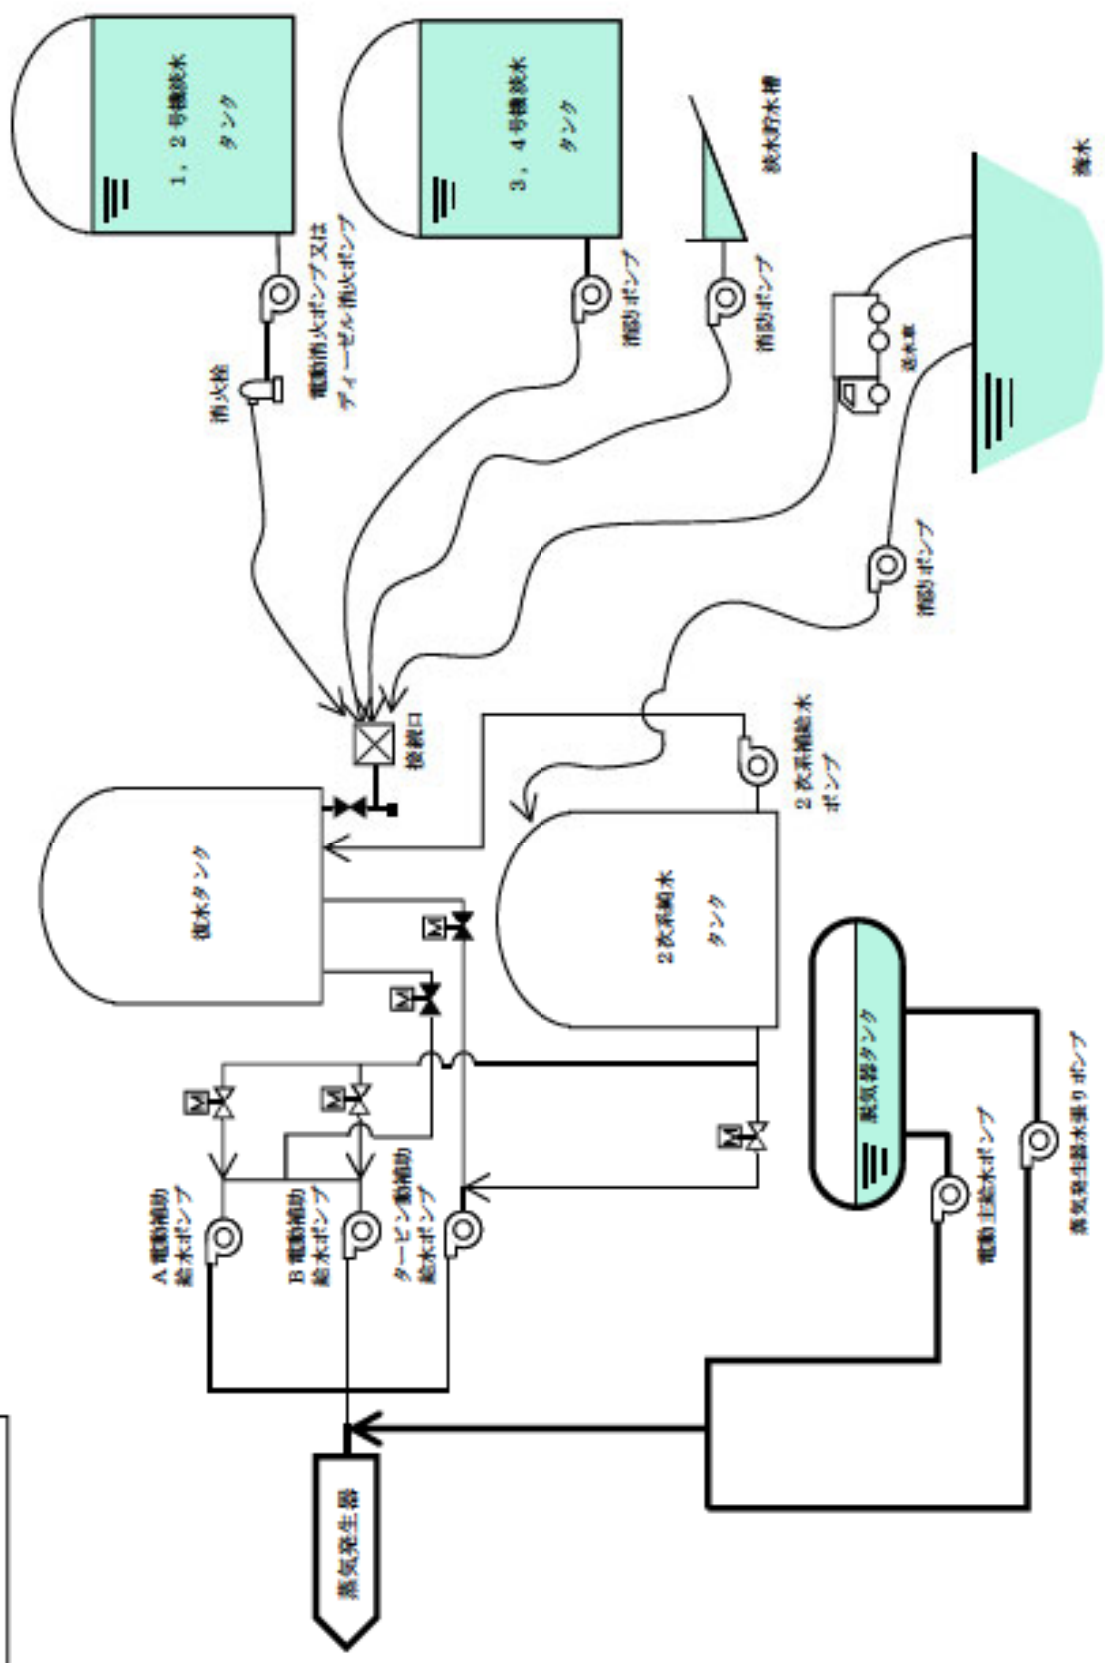 1，2号機淡水
タンク
3，4号機淡水
タンク
淡水貯水槽
海水
電動消火ポンプ又は
ディーゼル消火ポンプ
消火栓
消防ポンプ
消防ポンプ
送水車
消防ポンプ
接続口
2次系補給水
ポンプ
復水タンク
M
M
2次系純水
タンク
脱気器タンク
M
M
M
A電動補助
給水ポンプ
B電動補助
給水ポンプ
タービン動補助
給水ポンプ
電動主給水ポンプ
蒸気発生器水張りポンプ
蒸気発生器